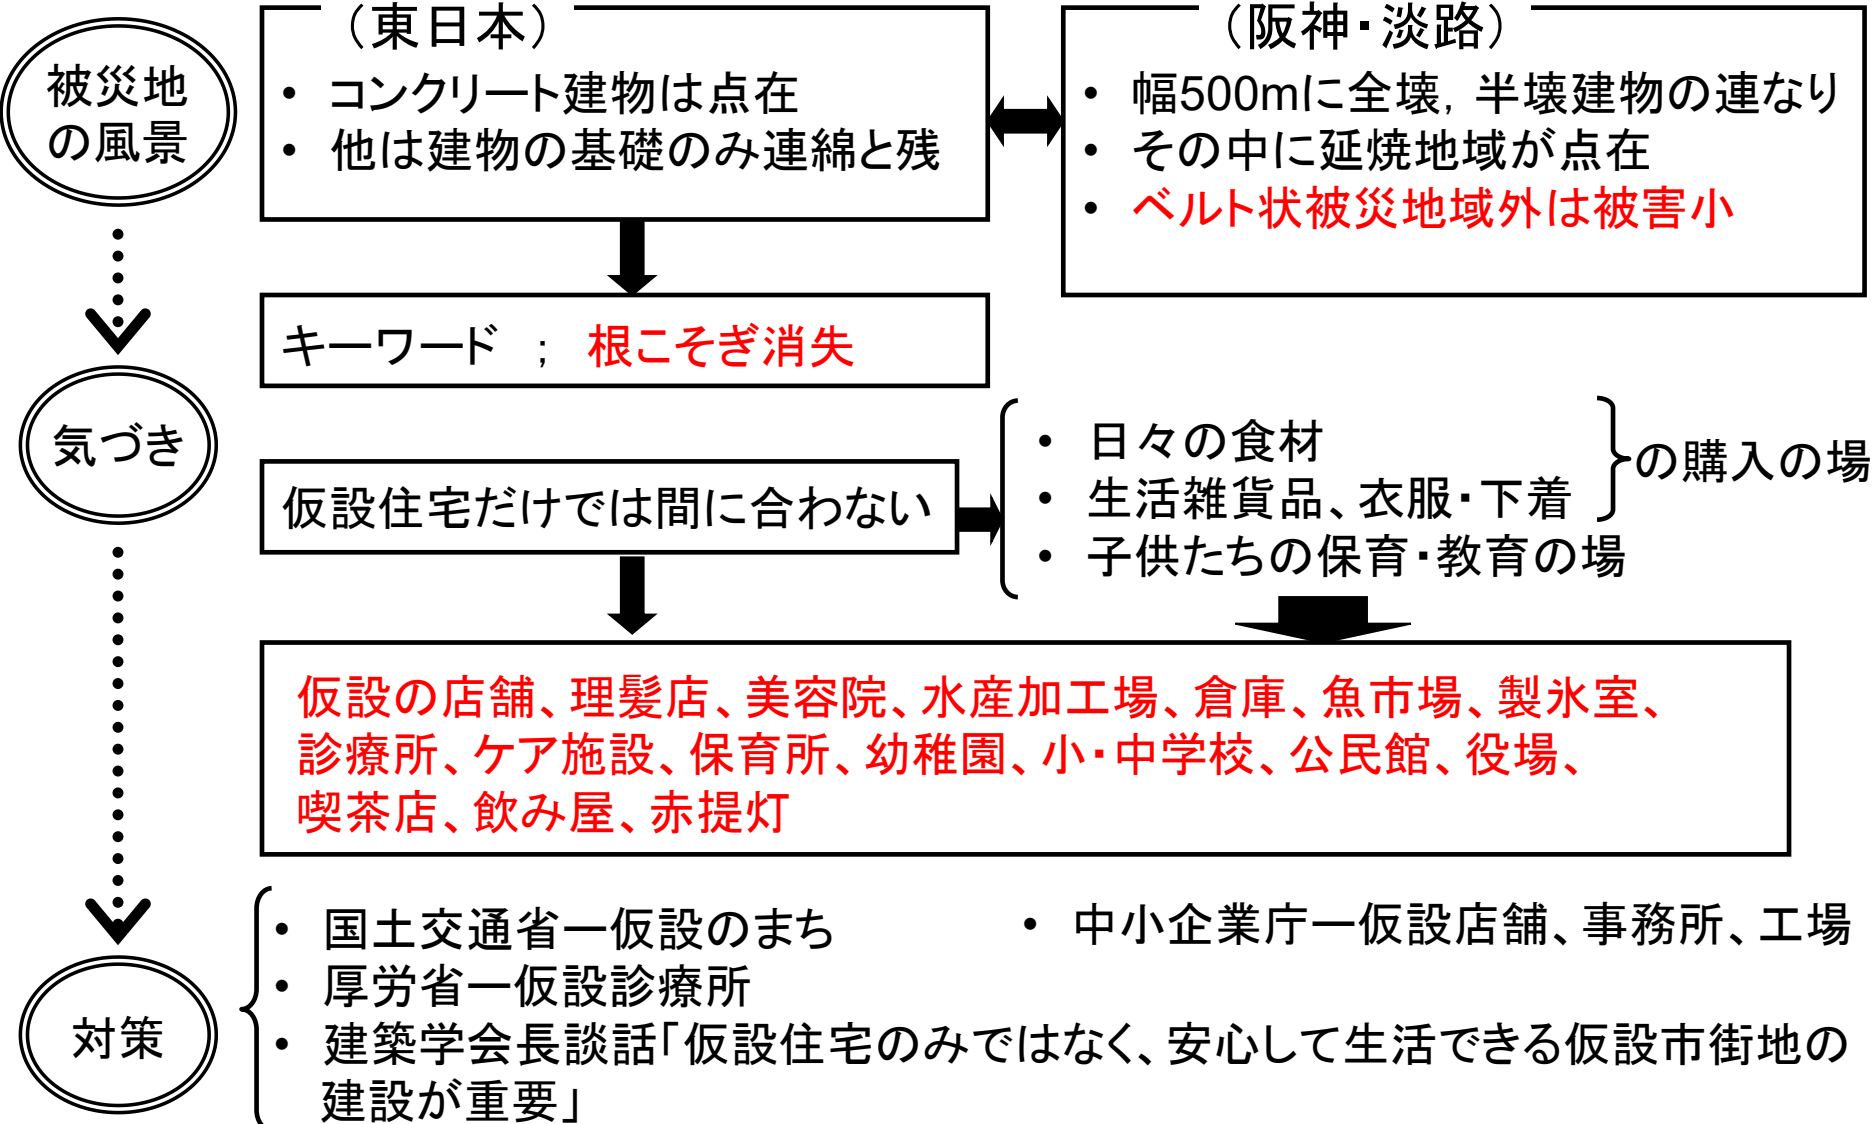 被災地
の風景
（東日本）
• コンクリート建物は点在
• 他は建物の基礎のみ連綿と残
（阪神・淡路）
• 幅500mに全壊，半壊建物の連なり
• その中に延焼地域が点在
• ベルト状被災地域外は被害小
キーワード ； 根こそぎ消失
気づき
仮設住宅だけでは間に合わない
• 日々の食材
• 生活雑貨品、衣服・下着
• 子供たちの保育・教育の場
の購入の場
仮設の店舗、理髪店、美容院、水産加工場、倉庫、魚市場、製氷室、
診療所、ケア施設、保育所、幼稚園、小・中学校、公民館、役場、
喫茶店、飲み屋、赤提灯
対策
• 国土交通省―仮設のまち
• 中小企業庁―仮設店舗、事務所、工場
• 厚労省―仮設診療所
• 建築学会長談話「仮設住宅のみではなく、安心して生活できる仮設市街地の
建設が重要」